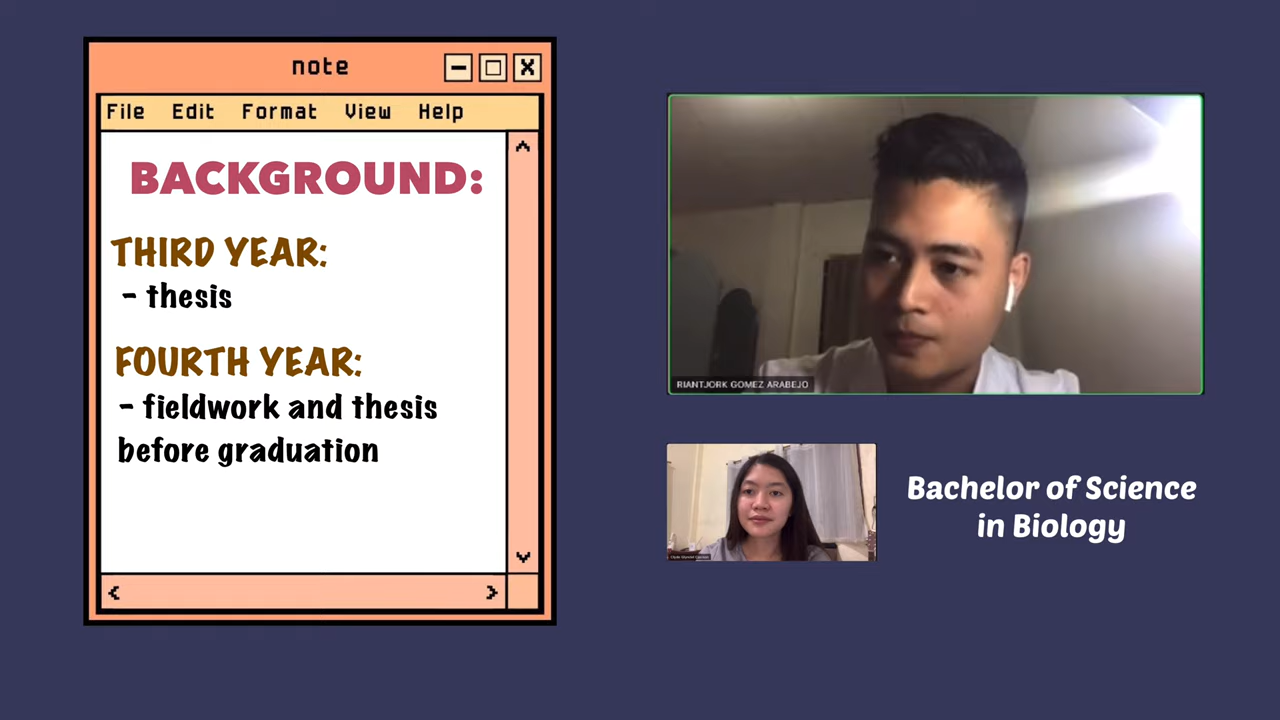 note
File Edit Format View Help
BACKGROUND:
THIRD YEAR:
- thesis
FOURTH YEAR:
- fieldwork and thesis
before graduation
RIANTJORK GOMEZ ARABEJO
Bachelor of Science
in Biology